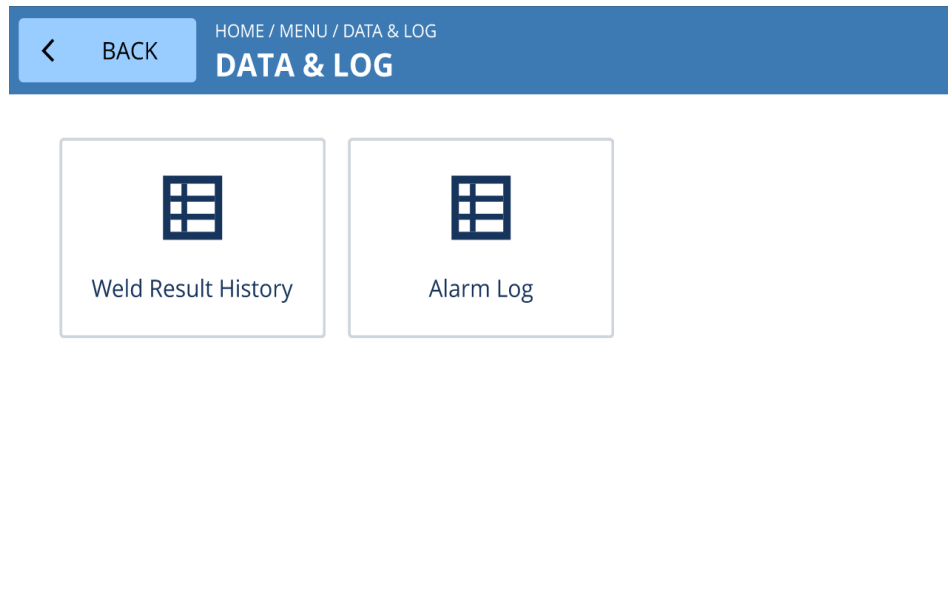 BACK
HOME / MENU / DATA & LOG
DATA & LOG
Weld Result History
Alarm Log